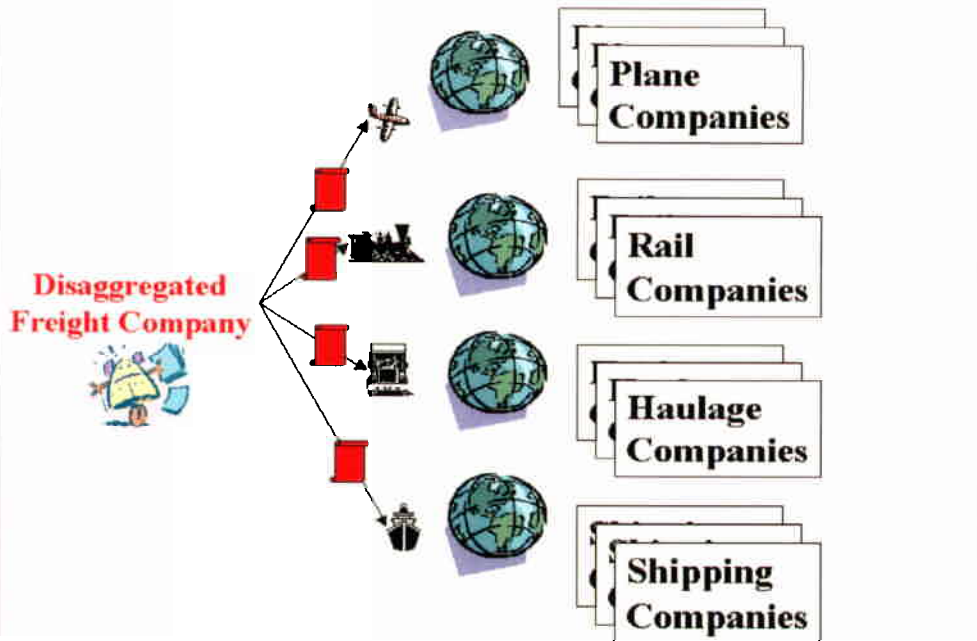 Plane
Companies
Rail
Companies
Disaggregated
Freight Company
Haulage
Companies
Shipping
Companies